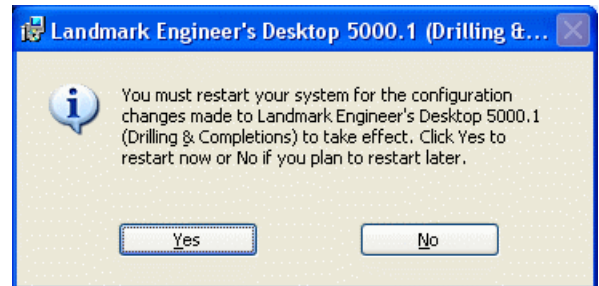 Landmark Engineer's Desktop 5000.1 (Drilling &...
You must restart your system for the configuration
changes made to Landmark Engineer's Desktop 5000.1
(Drilling & Completions) to take effect. Click Yes to
restart now or No if you plan to restart later.
Yes No